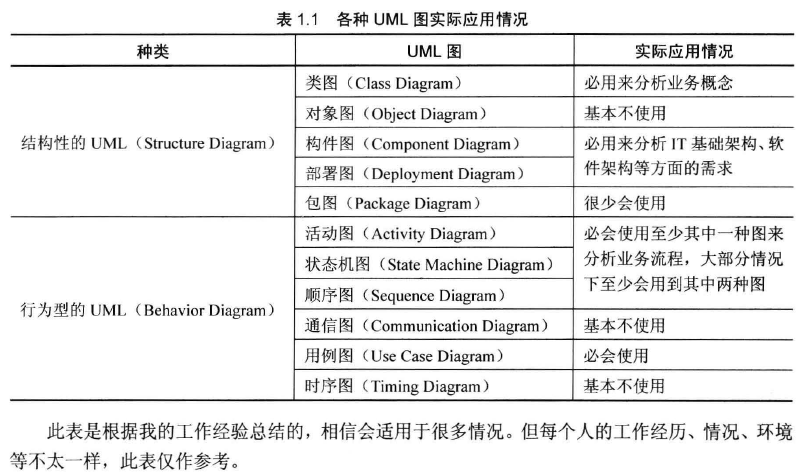 表 1.1 各种 UML 图实际应用情况
种类 UML 图 实际应用情况
结构性的 UML（Structure Diagram）
类图（Class Diagram） 必用来分析业务概念
对象图（Object Diagram） 基本不使用
构件图（Component Diagram）
部署图（Deployment Diagram）
必用来分析 IT 基础架构、软
件架构等方面的需求
包图（Package Diagram） 很少会使用
行为型的 UML（Behavior Diagram）
活动图（Activity Diagram）
状态机图（State Machine Diagram）
顺序图（Sequence Diagram）
必会使用至少其中一种图来
分析业务流程，大部分情况
下至少会用到其中两种图
通信图（Communication Diagram） 基本不使用
用例图（Use Case Diagram） 必会使用
时序图（Timing Diagram） 基本不使用
此表是根据我的工作经验总结的，相信会适用于很多情况。但每个人的工作经历、情况、环境
等不太一样，此表仅作参考。